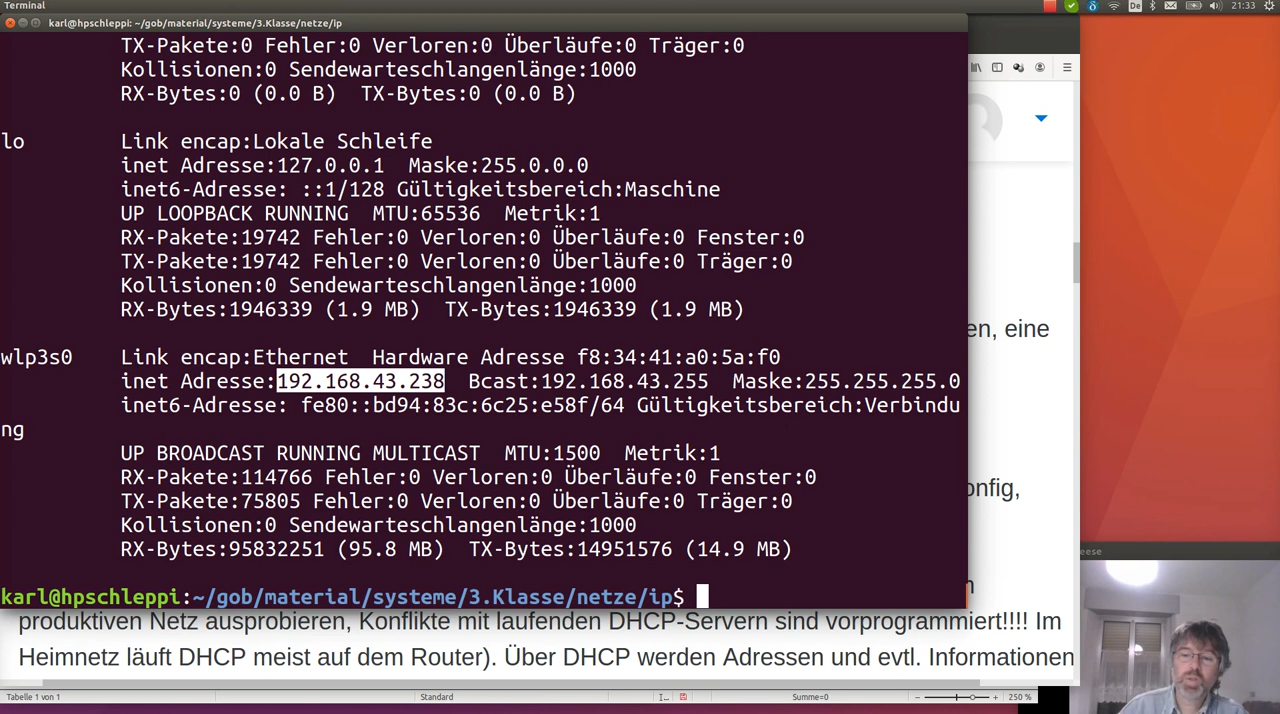 Terminal
De
21:33
karl@hpschleppi: ~/gob/material/systeme/3.Klasse/netze/ip
TX-Pakete:0 Fehler:0 Verloren:0 Überläufe:0 Träger:0
Kollisionen:0 Sendewarteschlangenlänge:1000
RX-Bytes:0 (0.0 B)  TX-Bytes:0 (0.0 B)
lo        Link encap:Lokale Schleife
inet Adresse:127.0.0.1  Maske:255.0.0.0
inet6-Adresse: ::1/128 Gültigkeitsbereich:Maschine
UP LOOPBACK RUNNING  MTU:65536  Metrik:1
RX-Pakete:19742 Fehler:0 Verloren:0 Überläufe:0 Fenster:0
TX-Pakete:19742 Fehler:0 Verloren:0 Überläufe:0 Träger:0
Kollisionen:0 Sendewarteschlangenlänge:1000
RX-Bytes:1946339 (1.9 MB)  TX-Bytes:1946339 (1.9 MB)
en, eine
wlp3s0    Link encap:Ethernet  Hardware Adresse f8:34:41:a0:5a:f0
inet Adresse:192.168.43.238  Bcast:192.168.43.255  Maske:255.255.255.0
inet6-Adresse: fe80::bd94:83c:6c25:e58f/64 Gültigkeitsbereich:Verbindu
ng
UP BROADCAST RUNNING MULTICAST  MTU:1500  Metrik:1
RX-Pakete:114766 Fehler:0 Verloren:0 Überläufe:0 Fenster:0
onfig,
TX-Pakete:75805 Fehler:0 Verloren:0 Überläufe:0 Träger:0
Kollisionen:0 Sendewarteschlangenlänge:1000
RX-Bytes:95832251 (95.8 MB)  TX-Bytes:14951576 (14.9 MB)
eese
karl@hpschleppi:~/gob/material/systeme/3.Klasse/netze/ip$
produktiven Netz ausprobieren, Konflikte mit laufenden DHCP-Servern sind vorprogrammiert!!!! Im
Heimnetz läuft DHCP meist auf dem Router). Über DHCP werden Adressen und evtl. Informationen
Tabelle 1 von 1
Standard
Summe=0
250 %